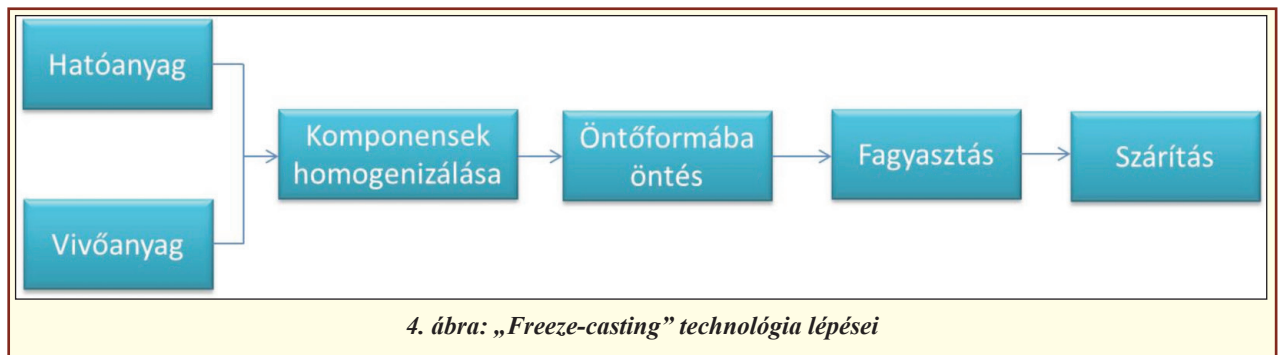 Hatóanyag
Vivőanyag
Komponensek
homogenizálása
Öntőformába
öntés
Fagyasztás
Szárítás
4. ábra: „Freeze-casting” technológia lépései